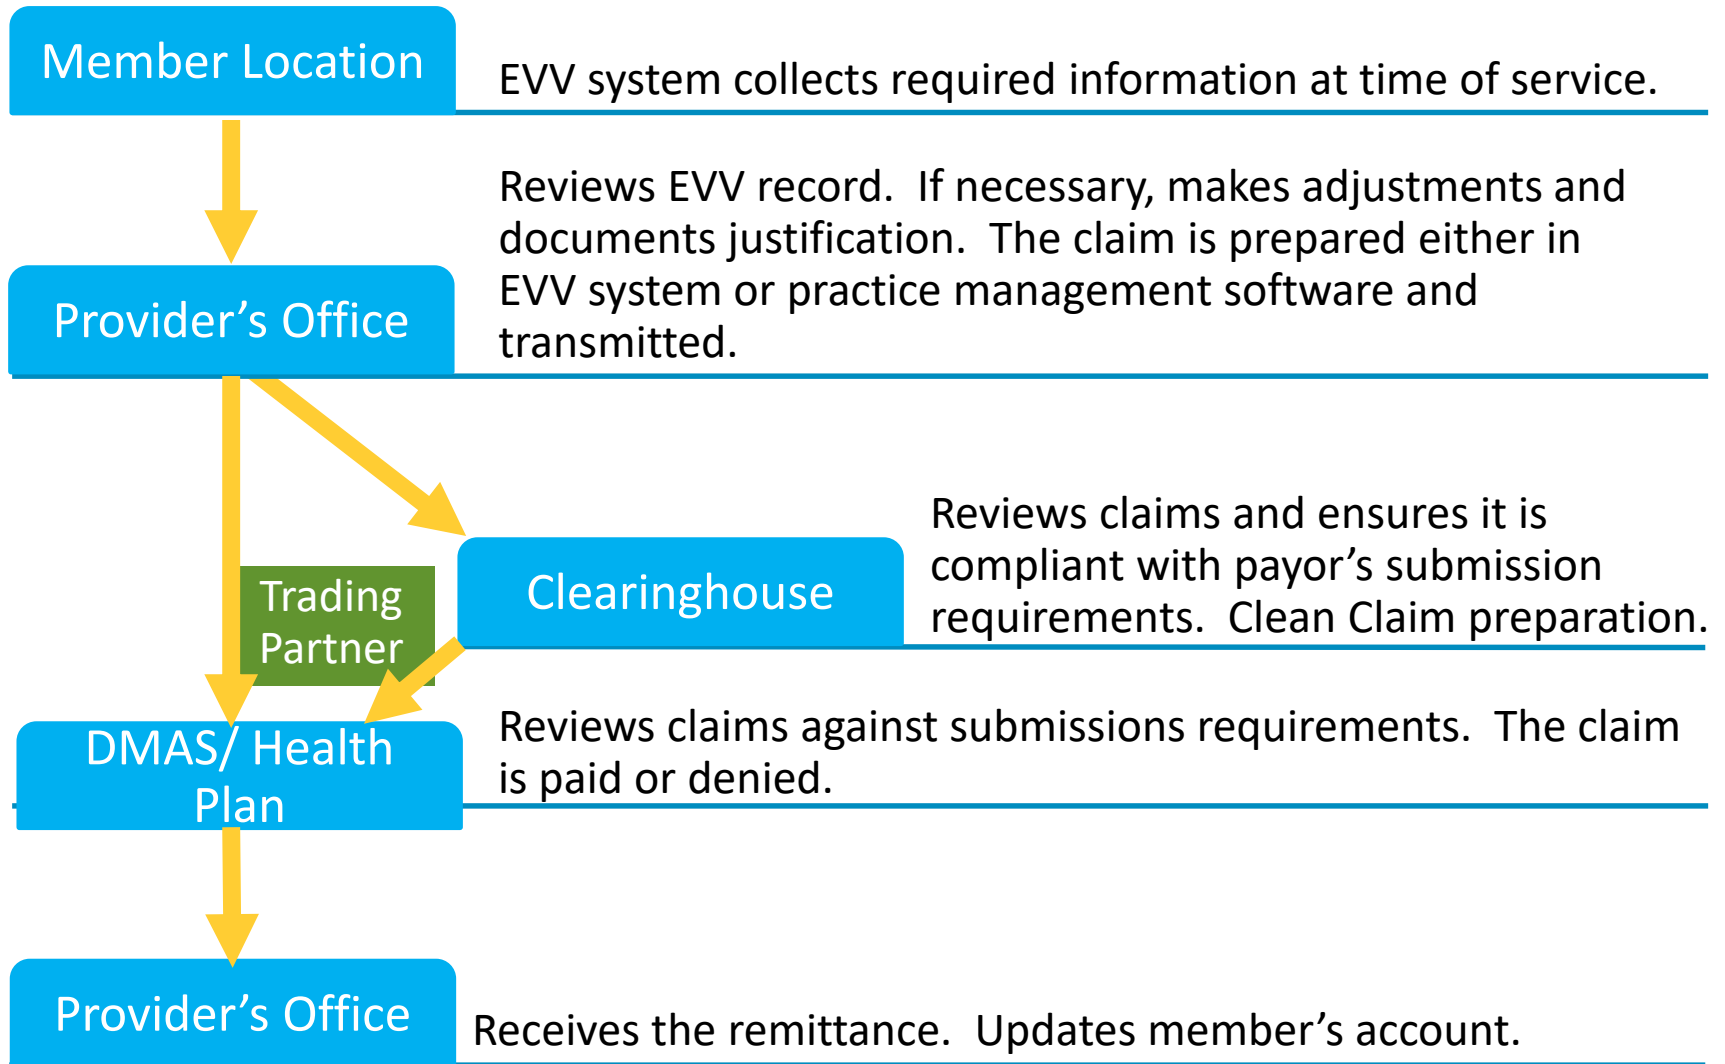 Member Location
EVV system collects required information at time of service.
Reviews EVV record.  If necessary, makes adjustments and
documents justification.  The claim is prepared either in
EVV system or practice management software and
transmitted.
Provider’s Office
Reviews claims and ensures it is
compliant with payor’s submission
requirements.  Clean Claim preparation.
Clearinghouse
Trading
Partner
DMAS/ Health
Plan
Reviews claims against submissions requirements.  The claim
is paid or denied.
Provider’s Office
Receives the remittance.  Updates member’s account.